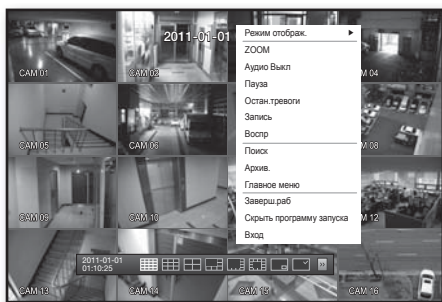 2011-01-01
CAM 01
CAM 02
CAM 04
CAM 05
CAM 06
CAM 08
CAM 09
CAM 10
CAM 12
CAM 13
CAM 14
CAM 15
CAM 16
Режим отображ.
ZOOM
Аудио Выкл
Пауза
Остан.тревоги
Запись
Воспр
Поиск
Архив.
Главное меню
Заверш.раб
Скрыть программу запуска
Вход
2011-01-01
01:10:25